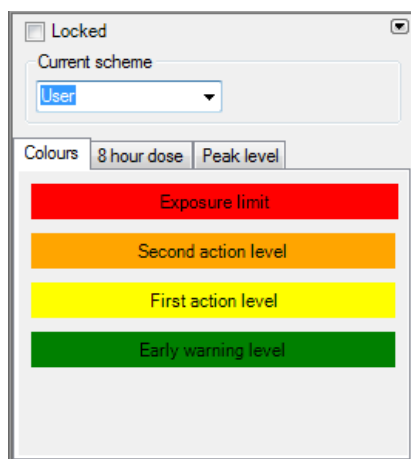 Locked
Current scheme
User
Colours 8 hour dose Peak level
Exposure limit
Second action level
First action level
Early warning level